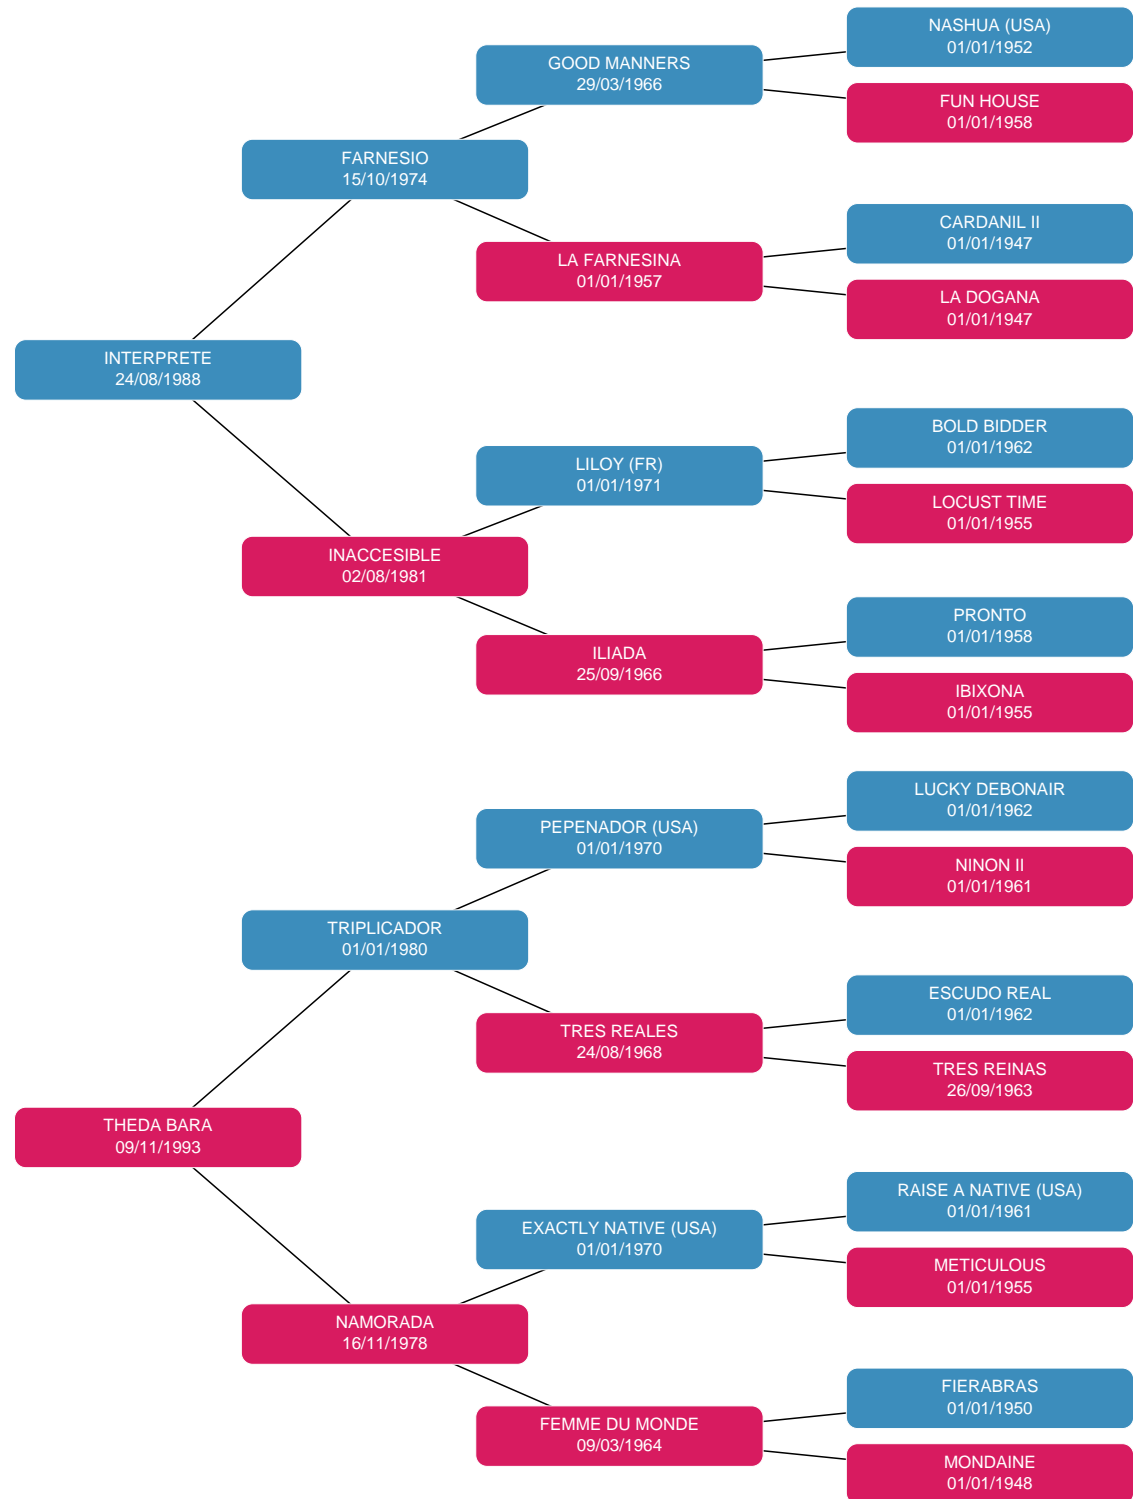 NASHUA (USA)
01/01/1952
GOOD MANNERS
29/03/1966
FUN HOUSE
01/01/1958
FARNESIO
15/10/1974
CARDANIL II
01/01/1947
LA FARNESINA
01/01/1957
LA DOGANA
01/01/1947
INTERPRETE
24/08/1988
BOLD BIDDER
01/01/1962
LILOY (FR)
01/01/1971
LOCUST TIME
01/01/1955
INACCESIBLE
02/08/1981
PRONTO
01/01/1958
ILIADA
25/09/1966
IBIXONA
01/01/1955
LUCKY DEBONAIR
01/01/1962
PEPENADOR (USA)
01/01/1970
NINON II
01/01/1961
TRIPLICADOR
01/01/1980
ESCUDO REAL
01/01/1962
TRES REALES
24/08/1968
TRES REINAS
26/09/1963
THEDA BARA
09/11/1993
RAISE A NATIVE (USA)
01/01/1961
EXACTLY NATIVE (USA)
01/01/1970
METICULOUS
01/01/1955
NAMORADA
16/11/1978
FIERABRAS
01/01/1950
FEMME DU MONDE
09/03/1964
MONDAINE
01/01/1948